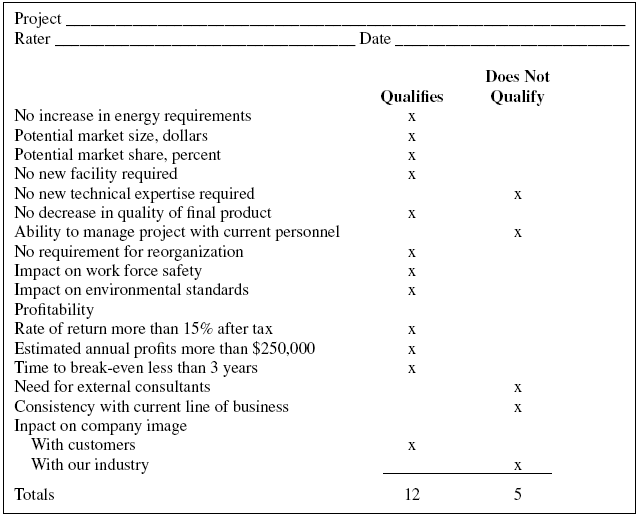 Project ______________________________________________
Rater ________________________ Date ___________________
Does Not
Qualifies Qualify
No increase in energy requirements x
Potential market size, dollars x
Potential market share, percent x
No new facility required x
No new technical expertise required x
No decrease in quality of final product x
Ability to manage project with current personnel x
No requirement for reorganization x
Impact on work force safety x
Impact on environmental standards x
Profitability
Rate of return more than 15% after tax x
Estimated annual profits more than $250,000 x
Time to break-even less than 3 years x
Need for external consultants x
Consistency with current line of business x
Inpact on company image
With customers x
With our industry x
Totals 12 5